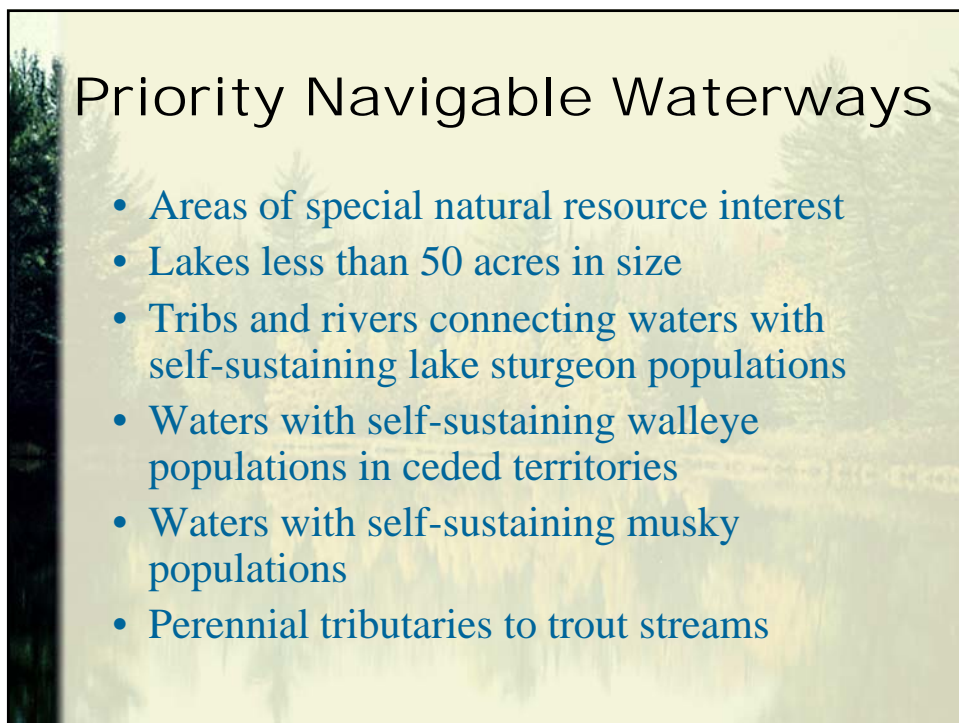 Priority Navigable Waterways
• Areas of special natural resource interest
• Lakes less than 50 acres in size
• Tribs and rivers connecting waters with
self-sustaining lake sturgeon populations
• Waters with self-sustaining walleye
populations in ceded territories
• Waters with self-sustaining musky
populations
• Perennial tributaries to trout streams